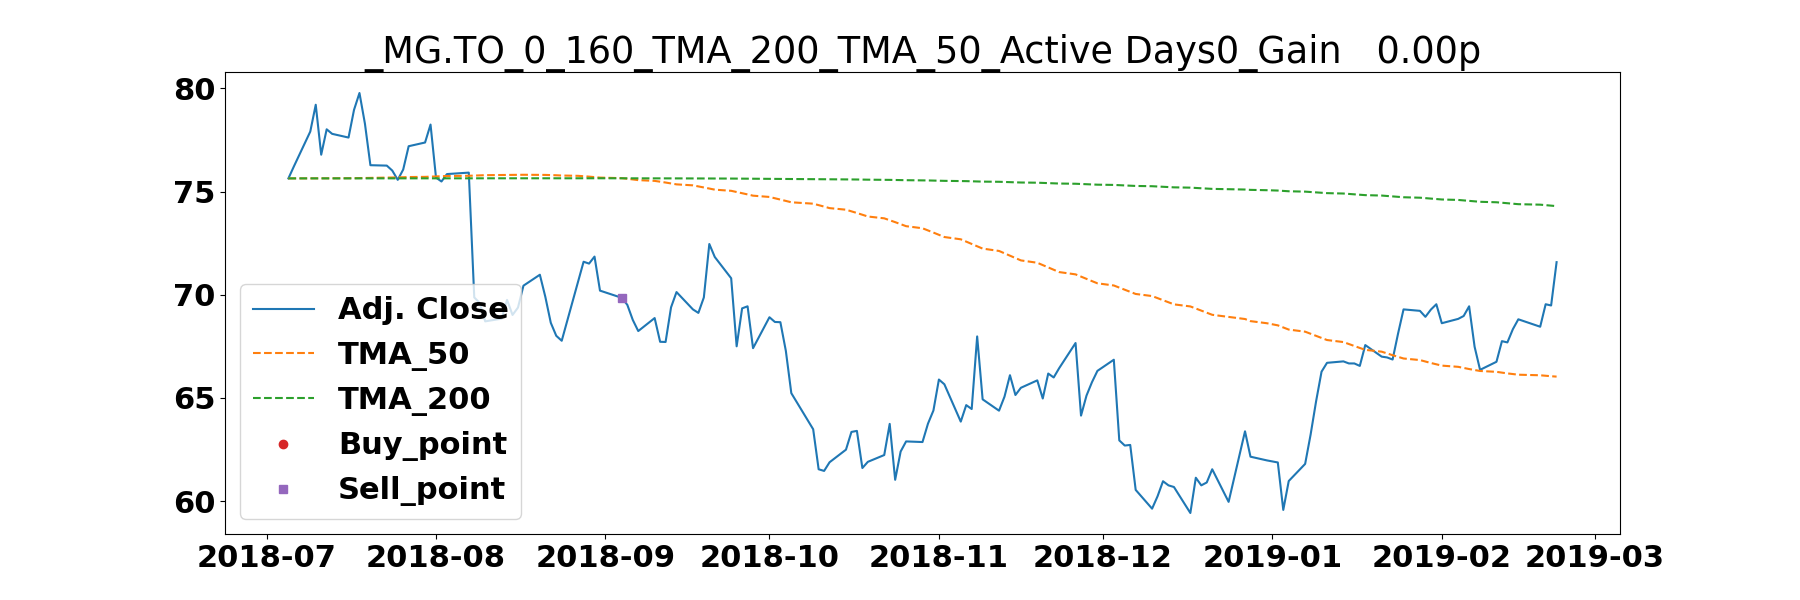 _MG.TO_0_160_TMA_200_TMA_50_Active Days0_Gain   0.00p
80
75
70
65
60
Adj. Close
TMA_50
TMA_200
Buy_point
Sell_point
2018-07 2018-08 2018-09 2018-10 2018-11 2018-12 2019-01 2019-02 2019-03